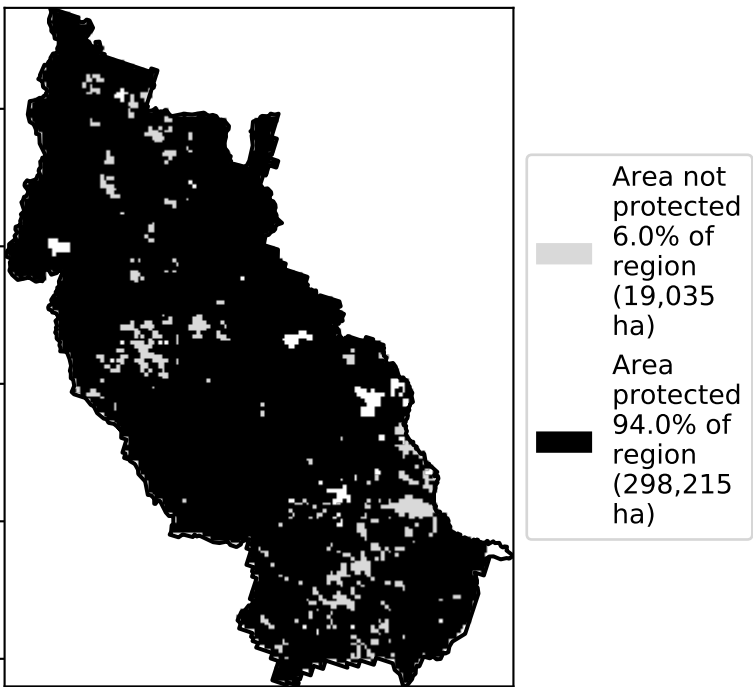 Area not
protected
6.0% of
region
(19,035
ha)
Area
protected
94.0% of
region
(298,215
ha)